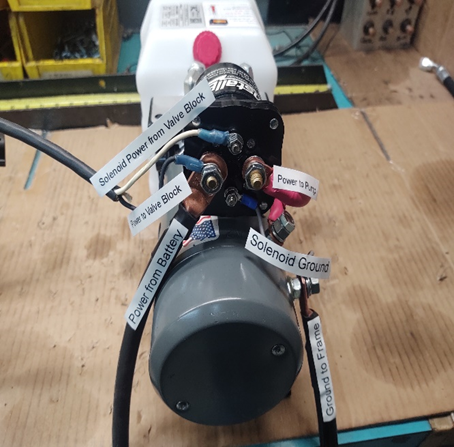 Solenoid Power from Valve Block
Power to Valve Block
Power to Pump
Power from Battery
Solenoid Ground
Ground to Frame